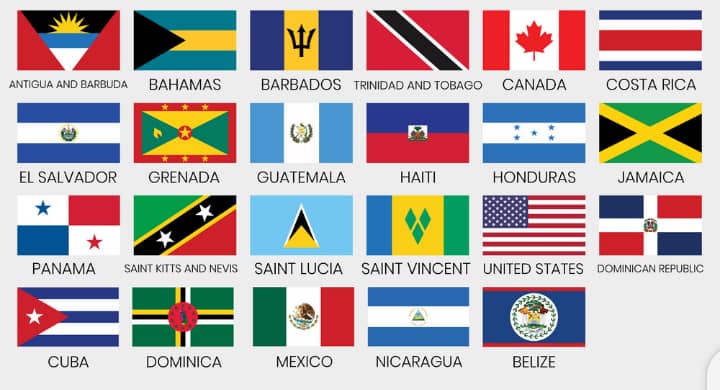 ANTIGUA AND BARBUDA BAHAMAS BARBADOS TRINIDAD AND TOBAGO CANADA COSTA RICA
EL SALVADOR GRENADA GUATEMALA HAITI HONDURAS JAMAICA
PANAMA SAINT KITTS AND NEVIS SAINT LUCIA SAINT VINCENT UNITED STATES DOMINICAN REPUBLIC
CUBA DOMINICA MEXICO NICARAGUA BELIZE